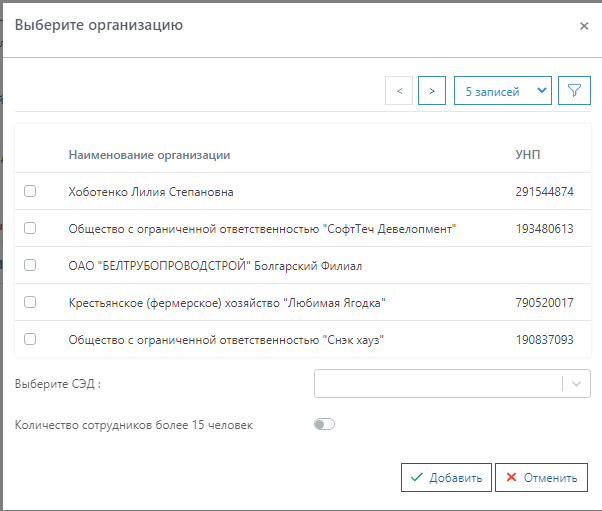 Выберите организацию
×
< > 5 записей
Наименование организации УНП
Хоботенко Лилия Степановна 291544874
Общество с ограниченной ответственностью "СофтТеч Девелопмент" 193480613
ОАО "БЕЛТРУБОПРОВОДСТРОЙ" Болгарский Филиал
Крестьянское (фермерское) хозяйство "Любимая Ягодка" 790520017
Общество с ограниченной ответственностью "Снэк хауз" 190837093
Выберите СЭД :
Количество сотрудников более 15 человек
Добавить Отменить